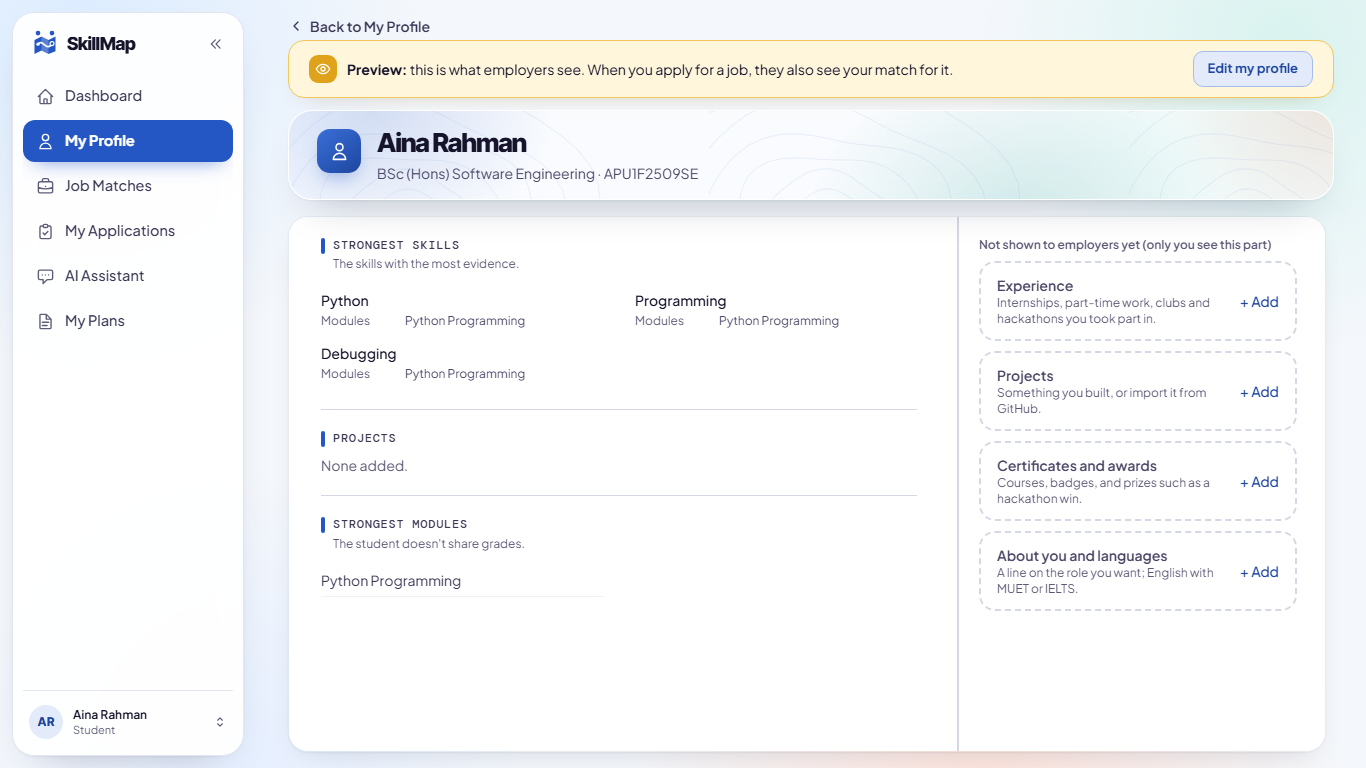 SkillMap
Dashboard
My Profile
Job Matches
My Applications
AI Assistant
My Plans
AR
Aina Rahman
Student
Back to My Profile
Preview: this is what employers see. When you apply for a job, they also see your match for it.
Edit my profile
Aina Rahman
BSc (Hons) Software Engineering · APU1F2509SE
STRONGEST SKILLS
The skills with the most evidence.
Python
Modules Python Programming
Programming
Modules Python Programming
Debugging
Modules Python Programming
PROJECTS
None added.
STRONGEST MODULES
The student doesn't share grades.
Python Programming
Not shown to employers yet (only you see this part)
Experience
Internships, part-time work, clubs and
hackathons you took part in.
+ Add
Projects
Something you built, or import it from
GitHub.
+ Add
Certificates and awards
Courses, badges, and prizes such as a
hackathon win.
+ Add
About you and languages
A line on the role you want; English with
MUET or IELTS.
+ Add